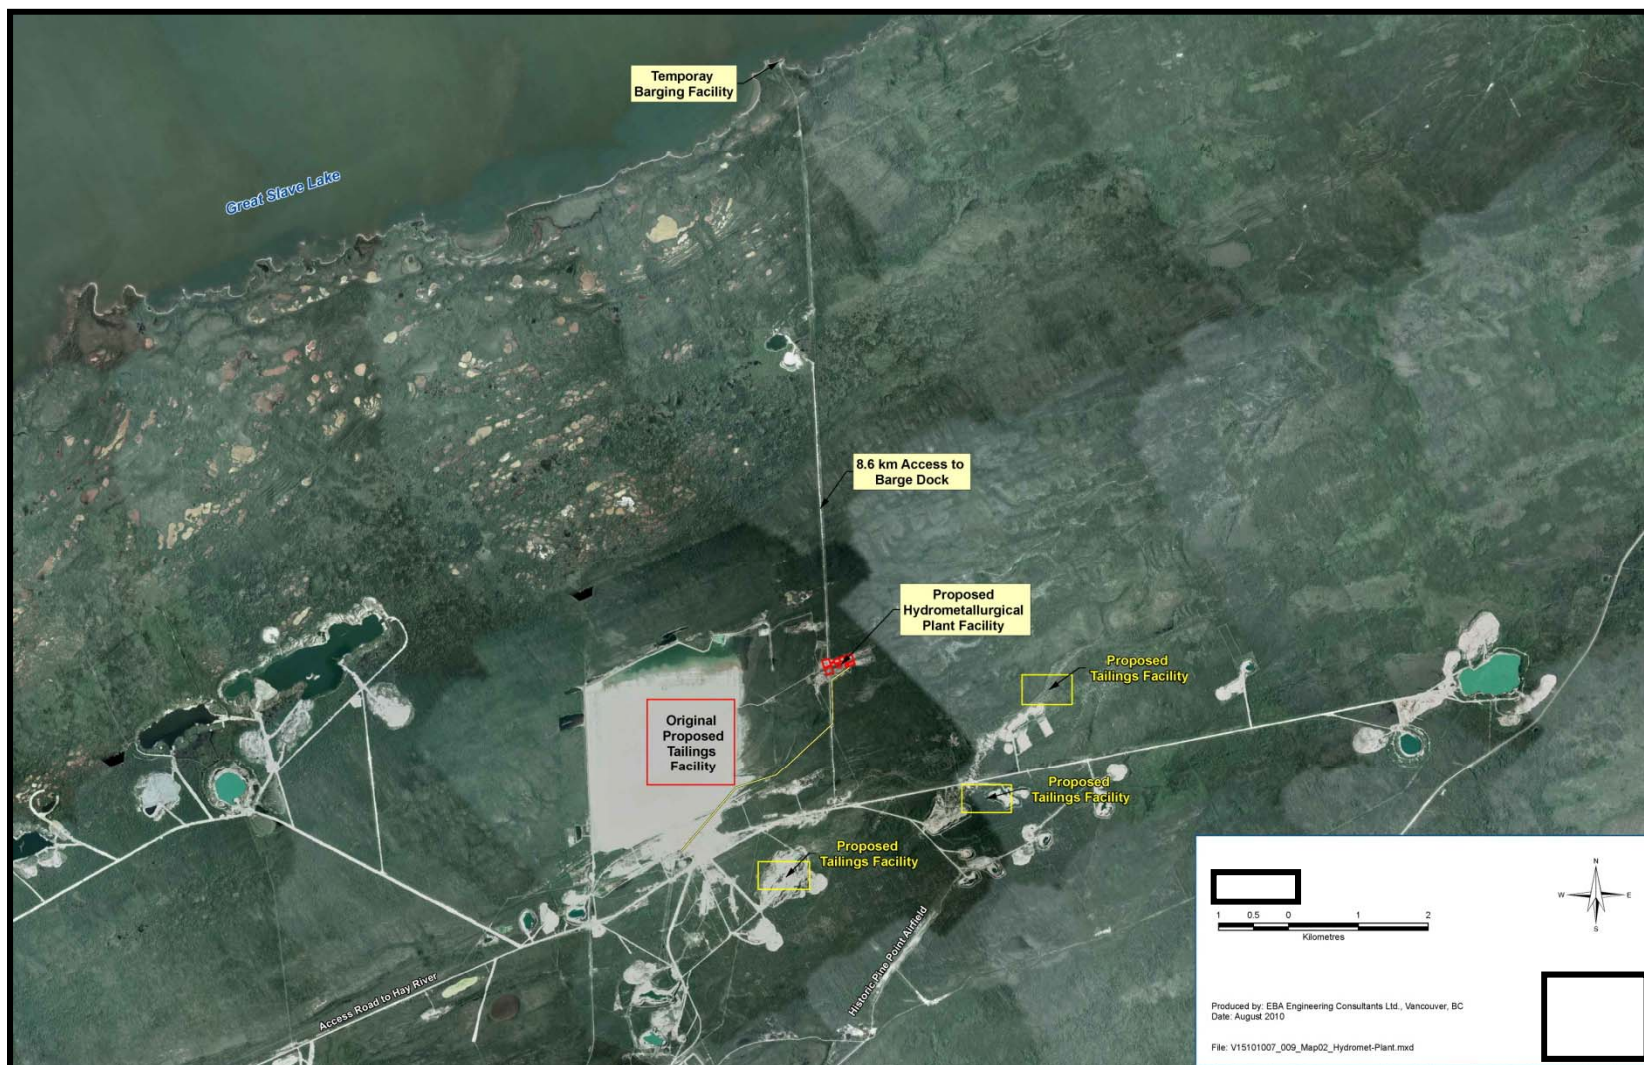 Temporay
Barging Facility
Great Slave Lake
8.6 km Access to
Barge Dock
Proposed
Hydrometallurgical
Plant Facility
Proposed
Tailings Facility
Original
Proposed
Tailings
Facility
Proposed
Tailings Facility
Proposed
Tailings Facility
Historic Pine Point Airfield
Access Road to Hay River
N
W E
S
1 0.5 0 1 2
Kilometres
Produced by: EBA Engineering Consultants Ltd., Vancouver, BC
Date: August 2010
File: V15101007_009_Map02_Hydromet-Plant.mxd